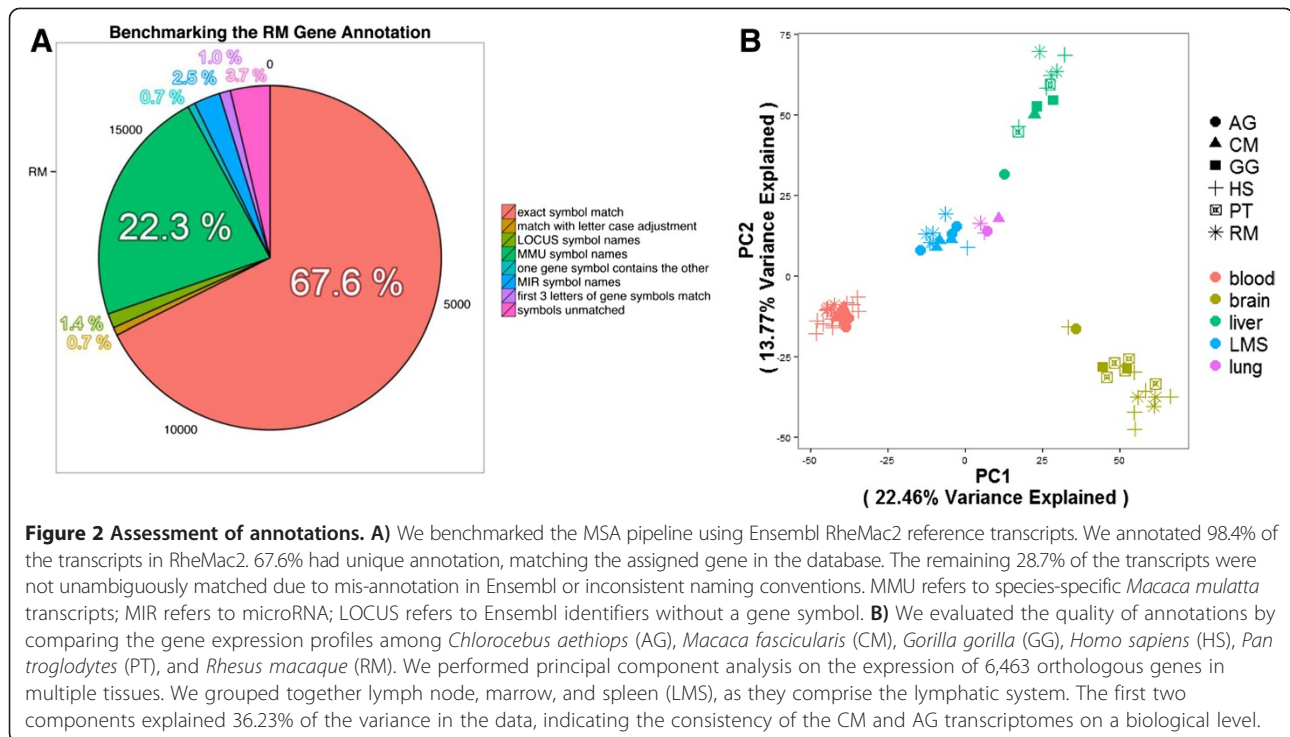 A
Benchmarking the RM Gene Annotation
1.0 %
0
2.5 %
3.7 %
0.7 %
15000
RM
22.3 %
67.6 %
5000
1.4 %
0.7 %
10000
exact symbol match
match with letter case adjustment
LOCUS symbol names
MMU symbol names
one gene symbol contains the other
MIR symbol names
first 3 letters of gene symbols match
symbols unmatched
B
75
50
25
0
-25
-50
PC2
( 13.77% Variance Explained )
-50
-25
0
25
50
PC1
( 22.46% Variance Explained )
AG
CM
GG
HS
PT
RM
blood
brain
liver
LMS
lung
Figure 2 Assessment of annotations. A) We benchmarked the MSA pipeline using Ensembl RheMac2 reference transcripts. We annotated 98.4% of
the transcripts in RheMac2. 67.6% had unique annotation, matching the assigned gene in the database. The remaining 28.7% of the transcripts were
not unambiguously matched due to mis-annotation in Ensembl or inconsistent naming conventions. MMU refers to species-specific Macaca mulatta
transcripts; MIR refers to microRNA; LOCUS refers to Ensembl identifiers without a gene symbol. B) We evaluated the quality of annotations by
comparing the gene expression profiles among Chlorocebus aethiops (AG), Macaca fascicularis (CM), Gorilla gorilla (GG), Homo sapiens (HS), Pan
troglodytes (PT), and Rhesus macaque (RM). We performed principal component analysis on the expression of 6,463 orthologous genes in
multiple tissues. We grouped together lymph node, marrow, and spleen (LMS), as they comprise the lymphatic system. The first two
components explained 36.23% of the variance in the data, indicating the consistency of the CM and AG transcriptomes on a biological level.